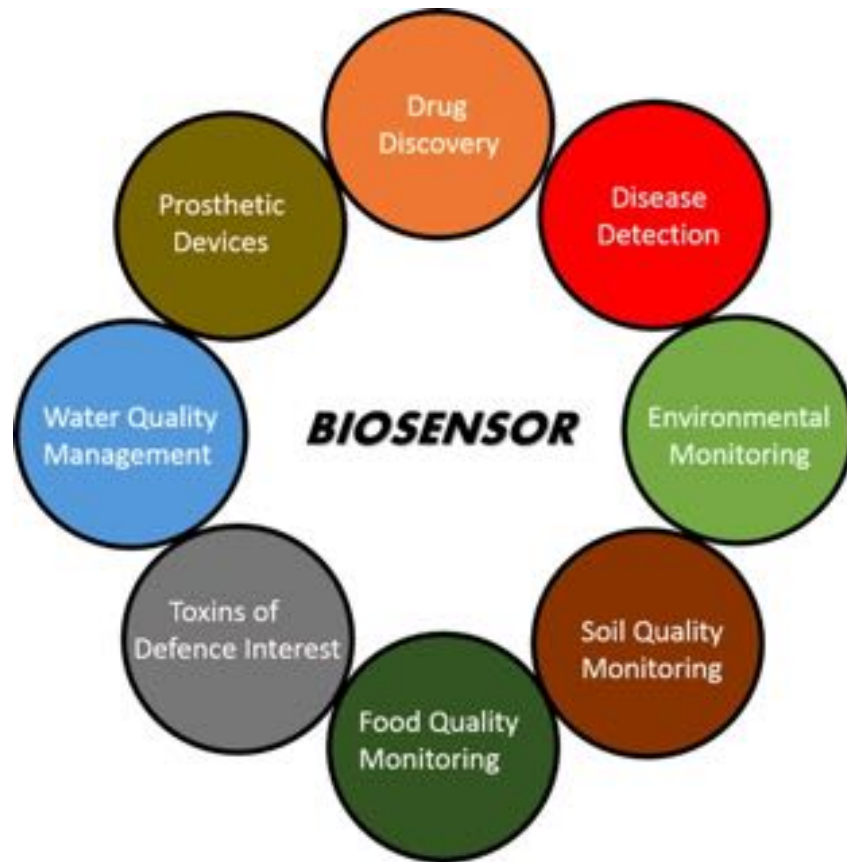 Drug
Discovery
Disease
Detection
Environmental
Monitoring
Soil Quality
Monitoring
Food Quality
Monitoring
Toxins of
Defence Interest
Water Quality
Management
Prosthetic
Devices
BIOSENSOR